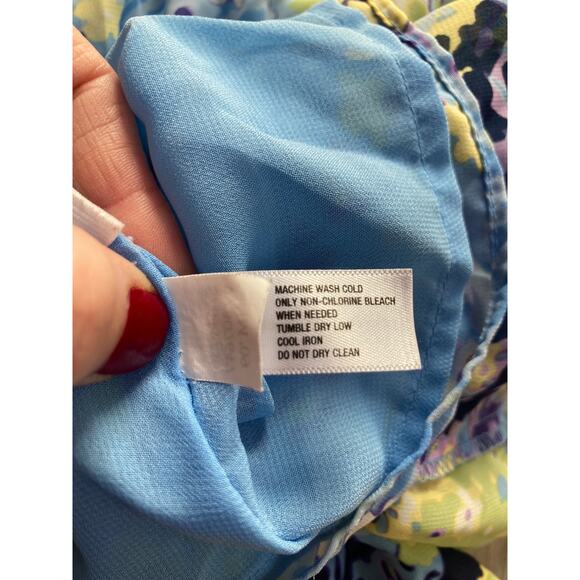 MACHINE WASH COLD
ONLY NON-CHLORINE BLEACH
WHEN NEEDED
TUMBLE DRY LOW
COOL IRON
DO NOT DRY CLEAN